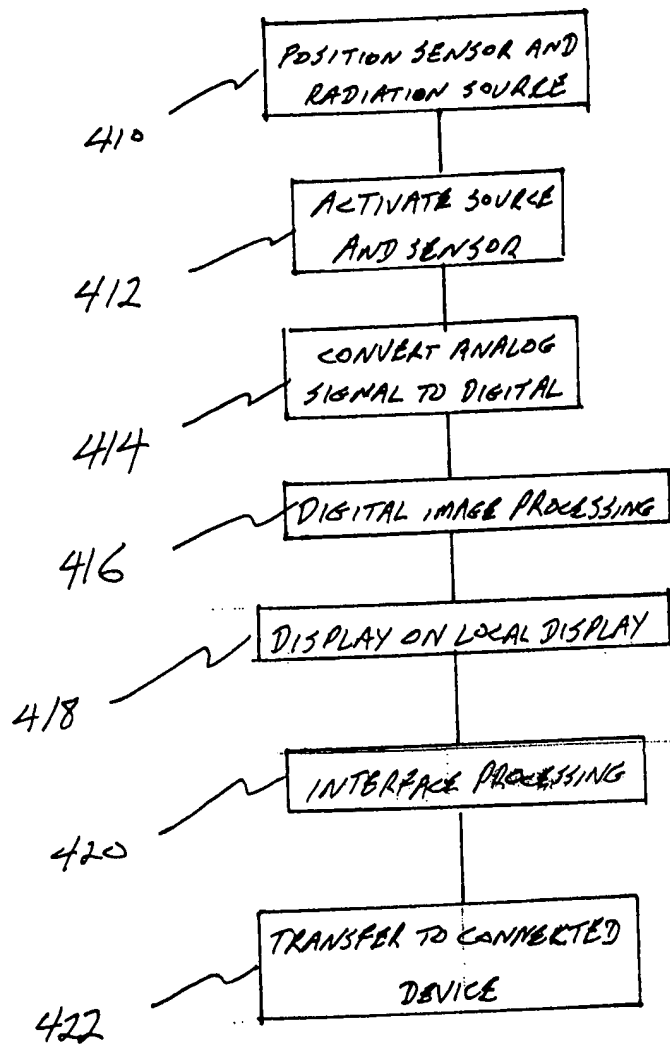 POSITION SENSOR AND
RADIATION SOURCE
410
ACTIVATE SOURCE
AND SENSOR
412
CONVERT ANALOG
SIGNAL TO DIGITAL
414
DIGITAL IMAGE PROCESSING
416
DISPLAY ON LOCAL DISPLAY
418
INTERFACE PROCESSING
420
TRANSFER TO CONNERTED
DEVICE
422